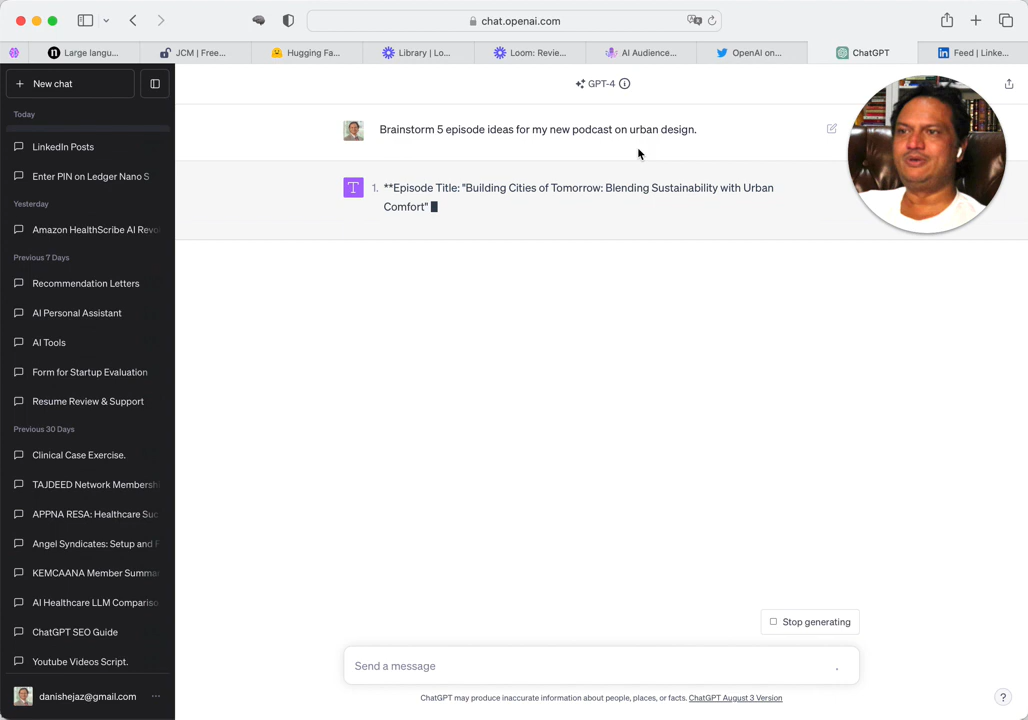 chat.openai.com
Large langu...
JCM | Free...
Hugging Fa...
Library | Lo...
Loom: Revie...
AI Audience...
OpenAI on...
ChatGPT
Feed | Linke...
New chat
GPT-4
Today
LinkedIn Posts
Enter PIN on Ledger Nano S
Yesterday
Amazon HealthScribe AI Revo
Previous 7 Days
Recommendation Letters
AI Personal Assistant
AI Tools
Form for Startup Evaluation
Resume Review & Support
Previous 30 Days
Clinical Case Exercise.
TAJDEED Network Membershi
APPNA RESA: Healthcare Suc
Angel Syndicates: Setup and F
KEMCAANA Member Summar
AI Healthcare LLM Compariso
ChatGPT SEO Guide
Youtube Videos Script.
danishejaz@gmail.com
Brainstorm 5 episode ideas for my new podcast on urban design.
T
1. **Episode Title: "Building Cities of Tomorrow: Blending Sustainability with Urban
Comfort"
Stop generating
Send a message
ChatGPT may produce inaccurate information about people, places, or facts. ChatGPT August 3 Version
?